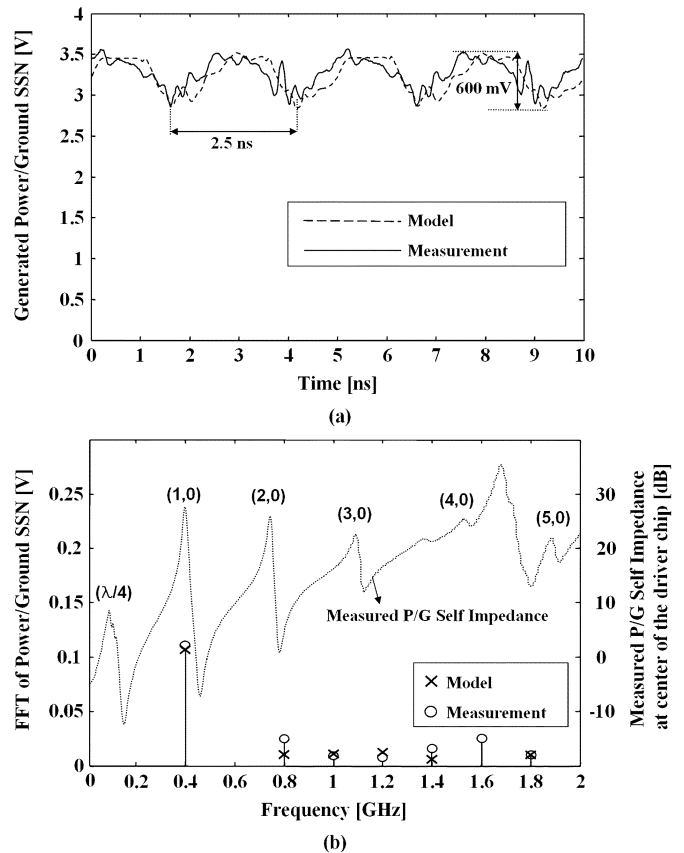 Generated Power/Ground SSN [V]
4
3.5
3
2.5
2
1.5
1
0.5
0
600 mV
2.5 ns
Model
Measurement
0 1 2 3 4 5 6 7 8 9 10
Time [ns]
(a)
FFT of Power/Ground SSN [V]
0.25
0.2
0.15
0.1
0.05
0
(λ/4)
(1,0)
(2,0)
(3,0)
(4,0)
(5,0)
Measured P/G Self Impedance
Model
Measurement
30
20
10
0
-10
Measured P/G Self Impedance
at center of the driver chip [dB]
0 0.2 0.4 0.6 0.8 1 1.2 1.4 1.6 1.8 2
Frequency [GHz]
(b)